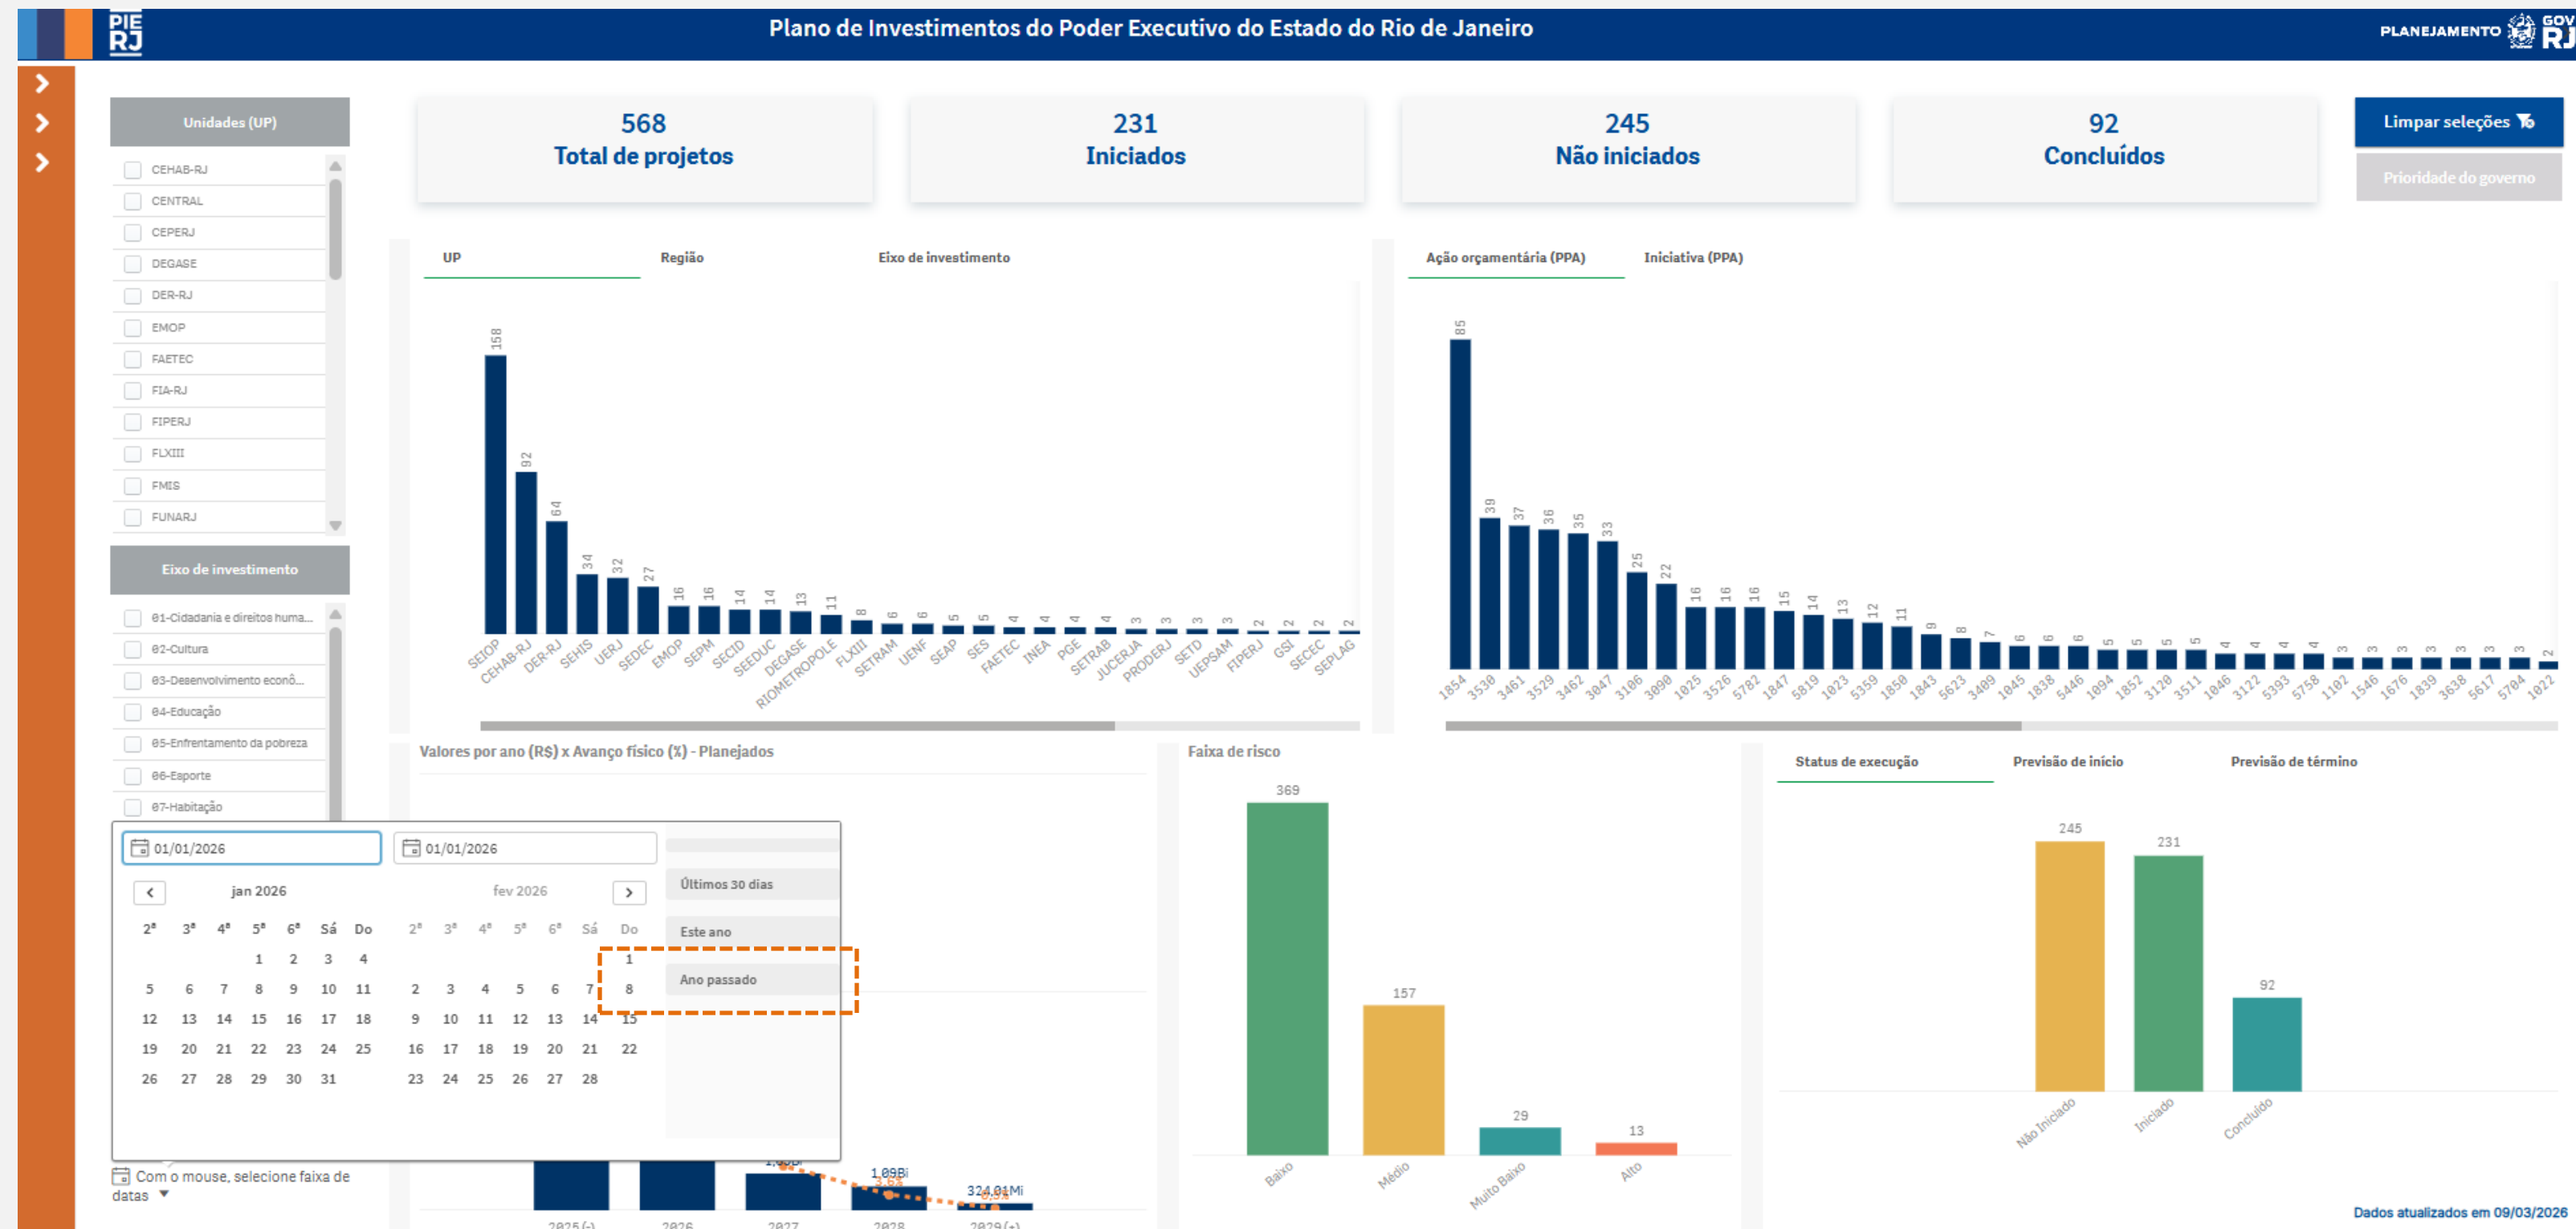 PIE
RJ
Plano de Investimentos do Poder Executivo do Estado do Rio de Janeiro
PLANEJAMENTO
GOV
RJ
Unidades (UP)
CEHAB-RJ
CENTRAL
CEPERJ
DEGASE
DER-RJ
EMOP
FAETEC
FIA-RJ
FIPERJ
FLXIII
FMIS
FUNARJ
568
Total de projetos
231
Iniciados
245
Não iniciados
92
Concluídos
Limpar seleções
Prioridade do governo
UP Região Eixo de investimento
158 92 64 34 32 27 16 16 14 14 13 11 8 6 6 5 5 4 4 4 4 3 3 3 3 2 2 2 2
SETOP CEHAB-RJ DER-RJ SEHIS UERJ SEDEC EMOP SEPM SECID SEEDUC DEGASE RIOMETROPOLE FLXIII SETRAM UENF SEAP SES FAETEC INEA PGE SETRAB JUCERJA PRODERJ SETD UEPSAM FIPERJ GSI SECEC SEPLAG
Ação orçamentária (PPA) Iniciativa (PPA)
85 39 37 36 35 33 25 22 16 16 16 15 14 13 12 11 9 8 7 6 6 6 5 5 5 5 4 4 4 4 3 3 3 3 3 3 3 2
1854 3530 3461 3529 3462 3047 3106 3090 1025 3526 5782 1847 5819 1023 5359 1850 1843 5623 3409 1045 1838 5446 1094 1852 3120 3511 1046 3122 5393 5758 1102 1546 1676 1839 3638 5617 5704 1022
Eixo de investimento
01-Cidadania e direitos huma...
02-Cultura
03-Desenvolvimento econô...
04-Educação
05-Enfrentamento da pobreza
06-Esporte
07-Habitação
01/01/2026 01/01/2026
jan 2026 fev 2026
2ª 3ª 4ª 5ª 6ª Sá Do 2ª 3ª 4ª 5ª 6ª Sá Do
1 2 3 4 1
5 6 7 8 9 10 11 2 3 4 5 6 7 8
12 13 14 15 16 17 18 9 10 11 12 13 14 15
19 20 21 22 23 24 25 16 17 18 19 20 21 22
26 27 28 29 30 31 23 24 25 26 27 28
Últimos 30 dias
Este ano
Ano passado
Com o mouse, selecione faixa de
datas
Valores por ano (R$) x Avanço físico (%) - Planejados
1,09Bi
3,6%
324,01Mi
2025(-) 2026 2027 2028 2029(+)
Faixa de risco
369
157
29
13
Baixo Médio Muito Baixo Alto
Status de execução Previsão de início Previsão de término
245
231
92
Não Iniciado Iniciado Concluído
Dados atualizados em 09/03/2026